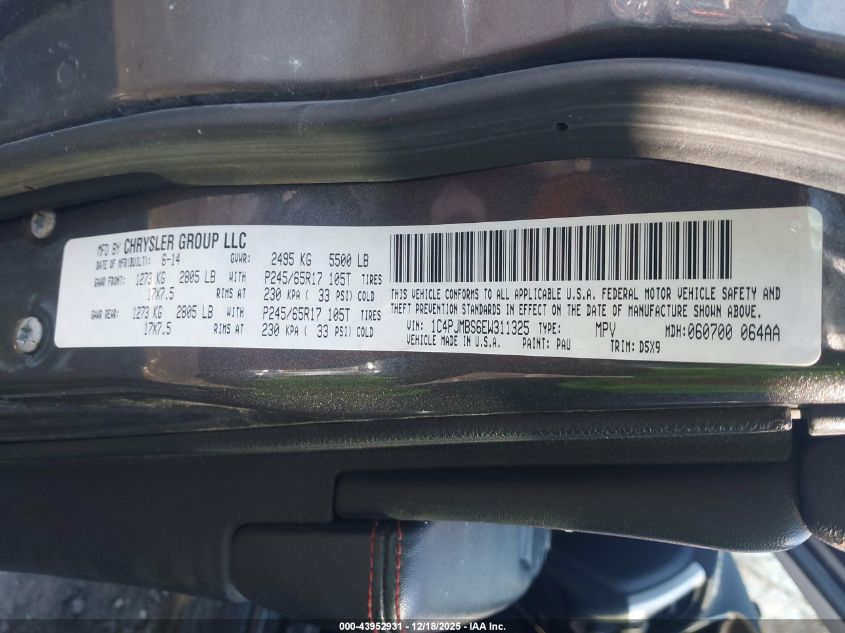 MFD BY CHRYSLER GROUP LLC
DATE OF MFR(BUILT): 6-14 GVWR: 2495 KG 5500 LB
GAWR FRONT: 1273 KG 2805 LB WITH P245/65R17 105T TIRES
17X7.5 RIMS AT 230 KPA ( 33 PSI) COLD
GAWR REAR: 1273 KG 2805 LB WITH P245/65R17 105T TIRES
17X7.5 RIMS AT 230 KPA ( 33 PSI) COLD
THIS VEHICLE CONFORMS TO ALL APPLICABLE U.S.A. FEDERAL MOTOR VEHICLE SAFETY AND
THEFT PREVENTION STANDARDS IN EFFECT ON THE DATE OF MANUFACTURE SHOWN ABOVE.
VIN: 1C4PJMBS6EW311325 TYPE: MPV MDH: 060700 064AA
VEHICLE MADE IN U.S.A. PAINT: PAU TRIM: D5X9
000-43952931 - 12/18/2025 - IAA Inc.